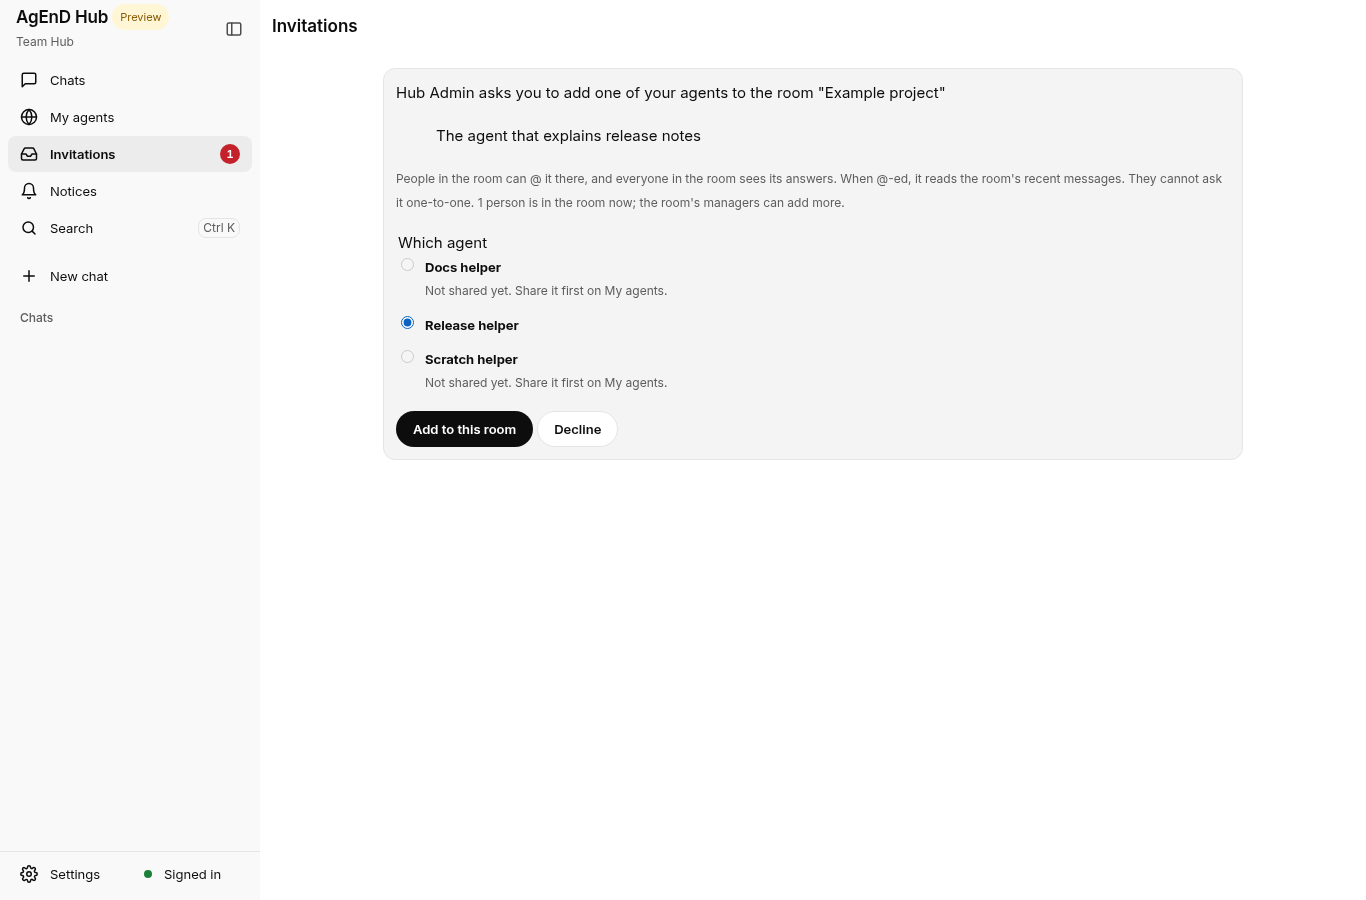 AgEnD Hub Preview
Team Hub
Chats
My agents
Invitations 1
Notices
Search Ctrl K
New chat
Chats
Settings Signed in
Invitations
Hub Admin asks you to add one of your agents to the room "Example project"
The agent that explains release notes
People in the room can @ it there, and everyone in the room sees its answers. When @-ed, it reads the room's recent messages. They cannot ask
it one-to-one. 1 person is in the room now; the room's managers can add more.
Which agent
Docs helper
Not shared yet. Share it first on My agents.
Release helper
Scratch helper
Not shared yet. Share it first on My agents.
Add to this room Decline